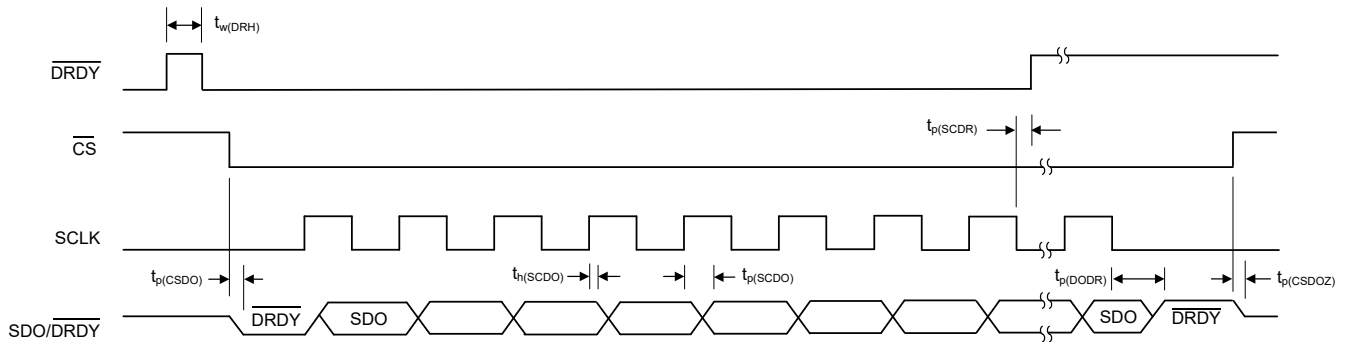 tw(DRH)
DRDY
tp(SCDR)
CS
SCLK
tp(CSDO)
th(SCDO)
tp(SCDO)
tp(DODR)
tp(CSDOZ)
SDO/DRDY
DRDY
SDO
SDO
DRDY